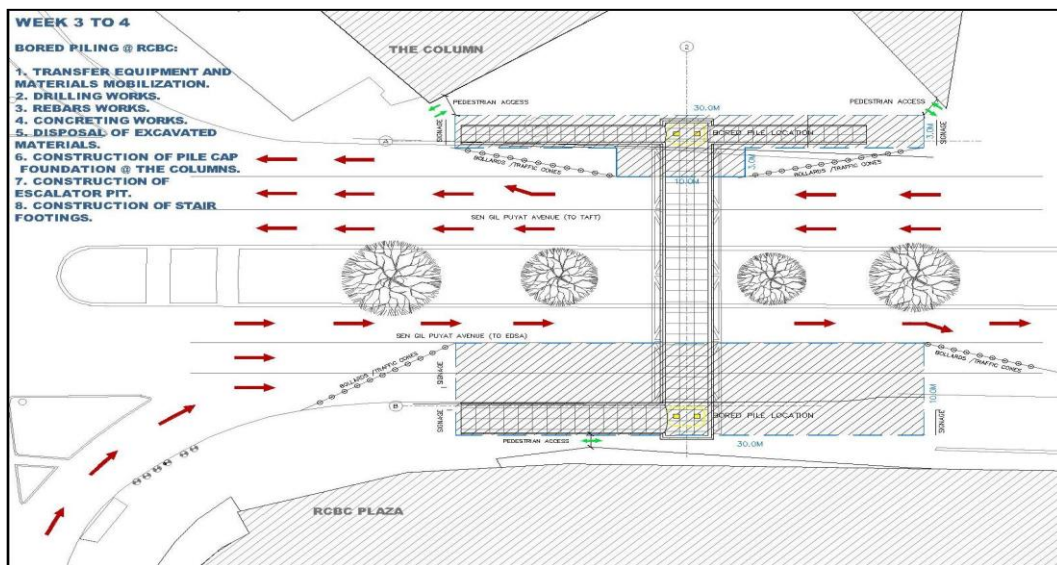 WEEK 3 TO 4
BORED PILING @ RCBC:
1. TRANSFER EQUIPMENT AND
MATERIALS MOBILIZATION.
2. DRILLING WORKS.
3. REBARS WORKS.
4. CONCRETING WORKS.
5. DISPOSAL OF EXCAVATED
MATERIALS.
6. CONSTRUCTION OF PILE CAP
FOUNDATION @ THE COLUMNS.
7. CONSTRUCTION OF
ESCALATOR PIT.
8. CONSTRUCTION OF STAIR
FOOTINGS.
THE COLUMN
PEDESTRIAN ACCESS
PEDESTRIAN ACCESS
30.0M
SIGNAGE
BORED PILE LOCATION
3.0M
SIGNAGE
A
BOLLARDS /TRAFFIC CONES
3.0M
BOLLARDS /TRAFFIC CONES
10.0M
SEN GIL PUYAT AVENUE (TO TAFT)
SEN GIL PUYAT AVENUE (TO EDSA)
BOLLARDS /TRAFFIC CONES
BOLLARDS /TRAFFIC CONES
SIGNAGE
10.0M
B
SIGNAGE
BORED PILE LOCATION
SIGNAGE
PEDESTRIAN ACCESS
30.0M
RCBC PLAZA